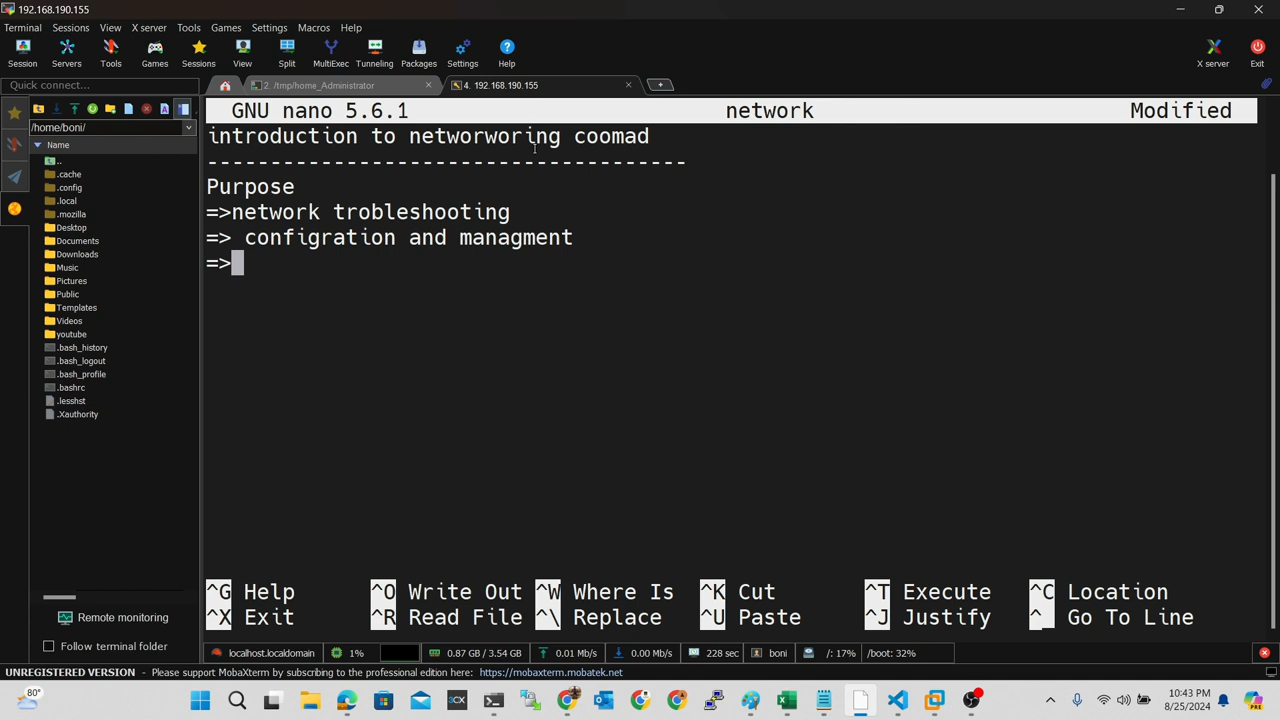 192.168.190.155
Terminal Sessions View X server Tools Games Settings Macros Help
Session Servers Tools Games Sessions View Split MultiExec Tunneling Packages Settings Help X server Exit
Quick connect...
2. /tmp/home_Administrator
4. 192.168.190.155
/home/boni/
Name
..
.cache
.config
.local
.mozilla
Desktop
Documents
Downloads
Music
Pictures
Public
Templates
Videos
youtube
.bash_history
.bash_logout
.bash_profile
.bashrc
.lesshst
.Xauthority
Remote monitoring
Follow terminal folder
GNU nano 5.6.1 network Modified
introduction to networworing coomad
--------------------------------------
Purpose
=>network trobleshooting
=> configration and managment
=>
^G Help ^O Write Out ^W Where Is ^K Cut ^T Execute ^C Location
^X Exit ^R Read File ^\ Replace ^U Paste ^J Justify ^ Go To Line
localhost.localdomain 1% 0.87 GB / 3.54 GB 0.01 Mb/s 0.00 Mb/s 228 sec boni /: 17% /boot: 32%
UNREGISTERED VERSION - Please support MobaXterm by subscribing to the professional edition here: https://mobaxterm.mobatek.net
80°
10:43 PM
8/25/2024